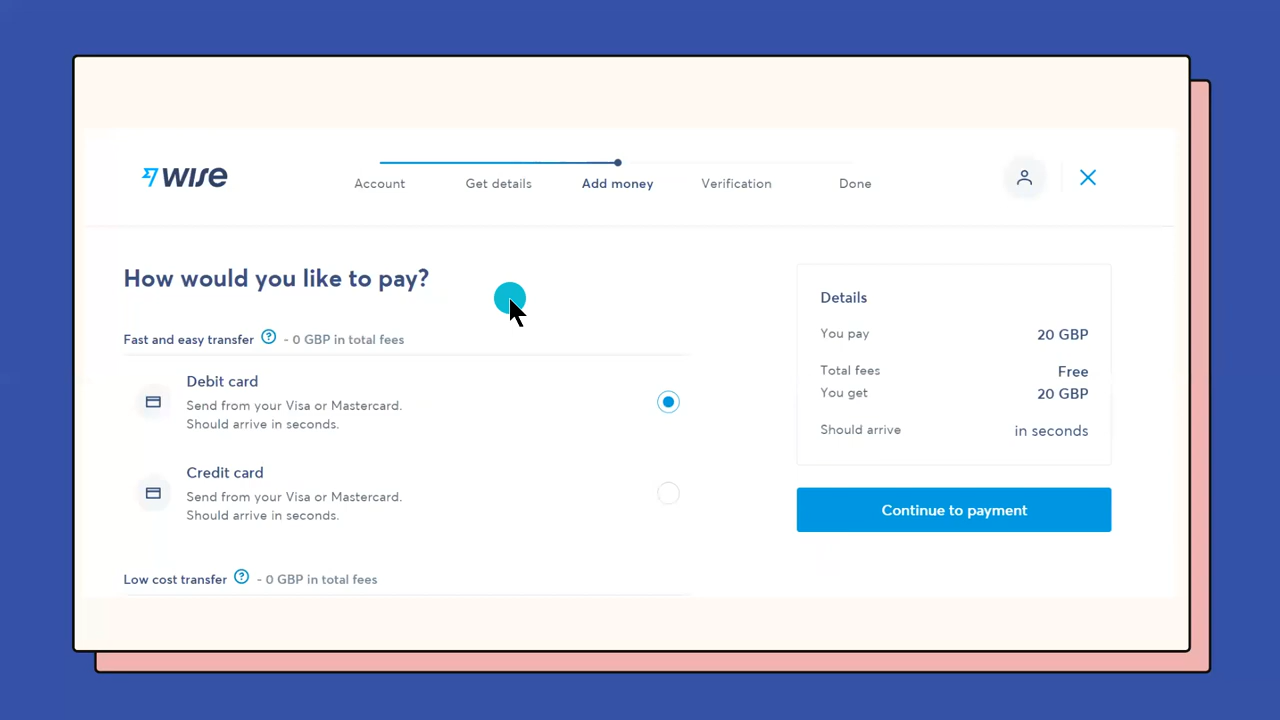 wise
Account
Get details
Add money
Verification
Done
How would you like to pay?
Fast and easy transfer ? - 0 GBP in total fees
Debit card
Send from your Visa or Mastercard.
Should arrive in seconds.
Credit card
Send from your Visa or Mastercard.
Should arrive in seconds.
Low cost transfer ? - 0 GBP in total fees
Details
You pay 20 GBP
Total fees Free
You get 20 GBP
Should arrive in seconds
Continue to payment